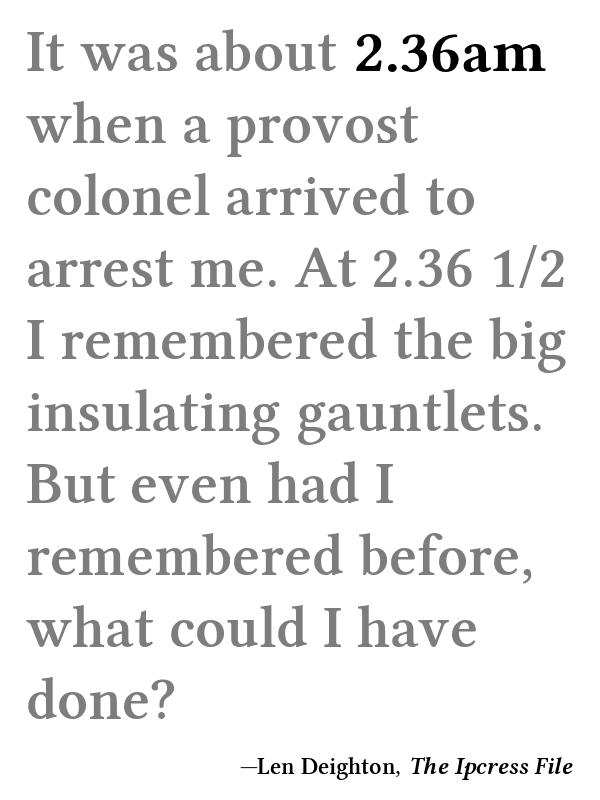 It was about 2.36am
when a provost
colonel arrived to
arrest me. At 2.36 1/2
I remembered the big
insulating gauntlets.
But even had I
remembered before,
what could I have
done?
—Len Deighton, The Ipcress File